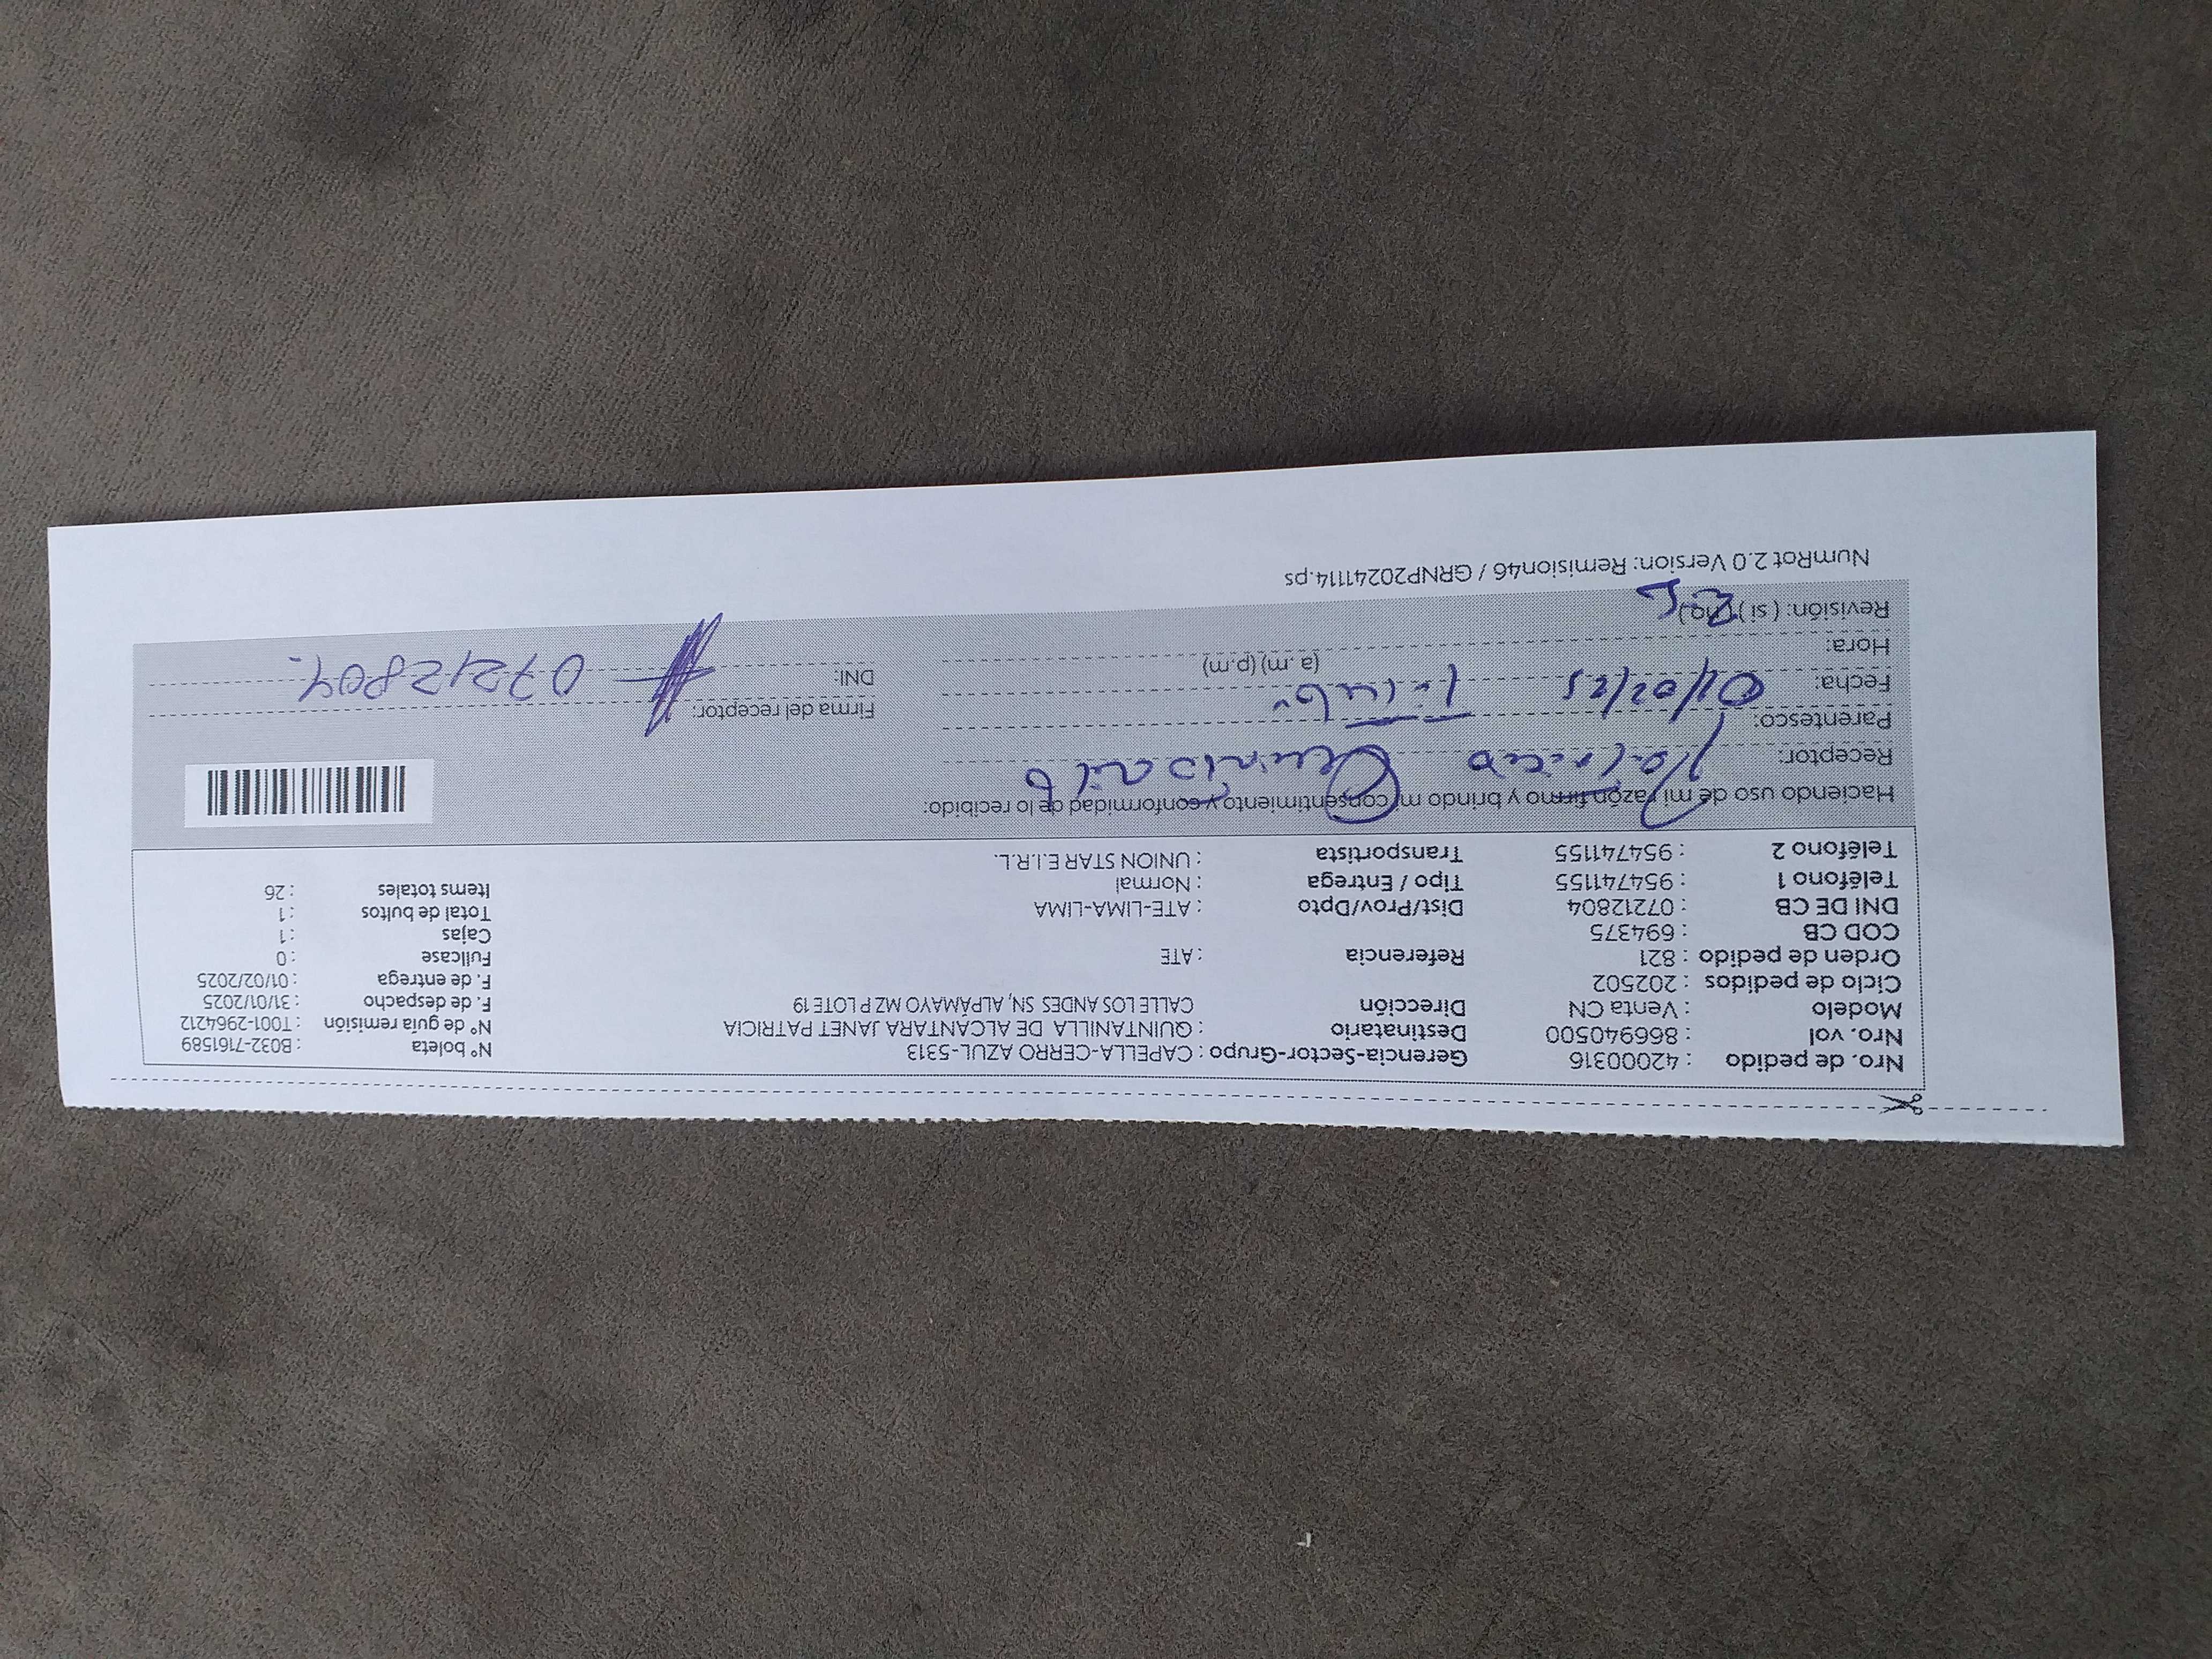 Nro. de pedido : 42000316 Gerencia-Sector-Grupo : CAPELLA-CERRO AZUL-5313 N° boleta : B032-7161589
Nro. vol : 866940500 Destinatario : QUINTANILLA DE ALCANTARA JANET PATRICIA N° de guía remisión : T001-2964212
Modelo : Venta CN Dirección CALLE LOS ANDES SN, ALPAMAYO MZ P LOTE 19 F. de despacho : 31/01/2025
Ciclo de pedidos : 202502 F. de entrega : 01/02/2025
Orden de pedido : 821 Referencia : ATE Fullcase : 0
COD CB : 694375 Cajas : 1
DNI DE CB : 07212804 Dist/Prov/Dpto : ATE-LIMA-LIMA Total de bultos : 1
Teléfono 1 : 954741155 Tipo / Entrega : Normal Items totales : 26
Teléfono 2 : 954741155 Transportista : UNION STAR E.I.R.L.
Haciendo uso de mi razón firmo y brindo mi consentimiento y conformidad de lo recibido:
Receptor: Patricia
Parentesco: Titular Firma del receptor:
Fecha: 01/02/25 DNI: 07212804.
Hora: (a.m) (p.m)
Revisión: (si) (no)
NumRot 2.0 Version: Remision46 / GRNP20241114.ps